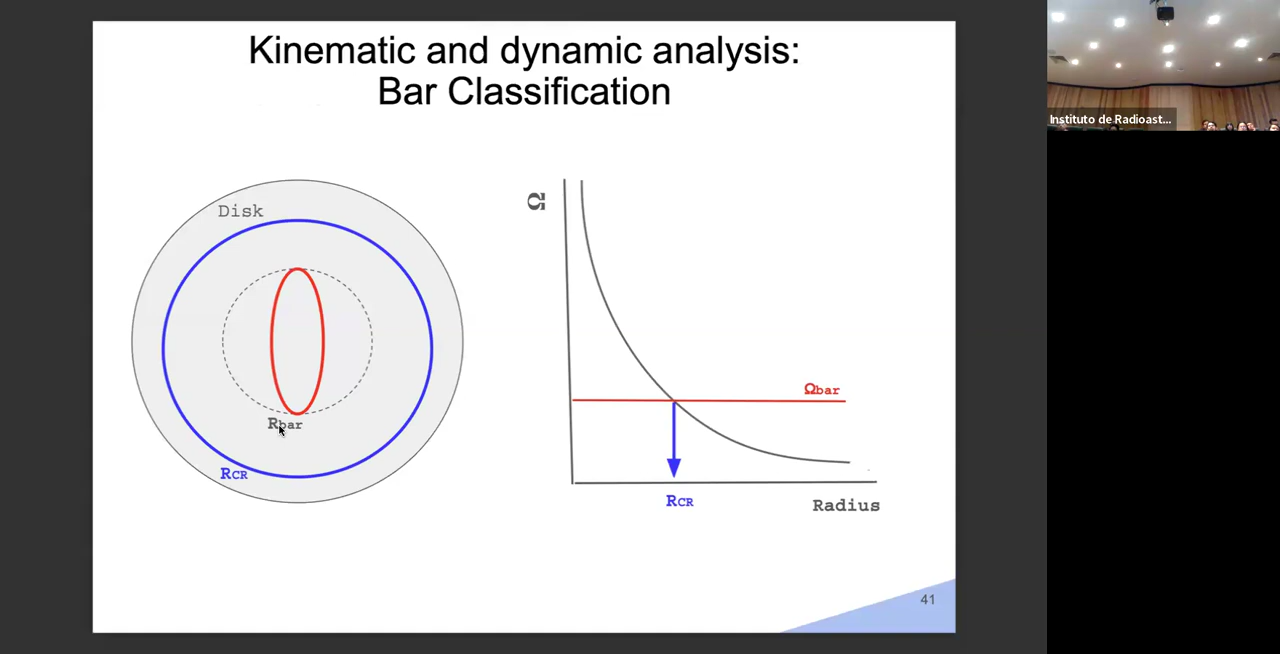 Kinematic and dynamic analysis:
Bar Classification
Disk
Rbar
RCR
Ω
Ωbar
RCR
Radius
41
Instituto de Radioast...